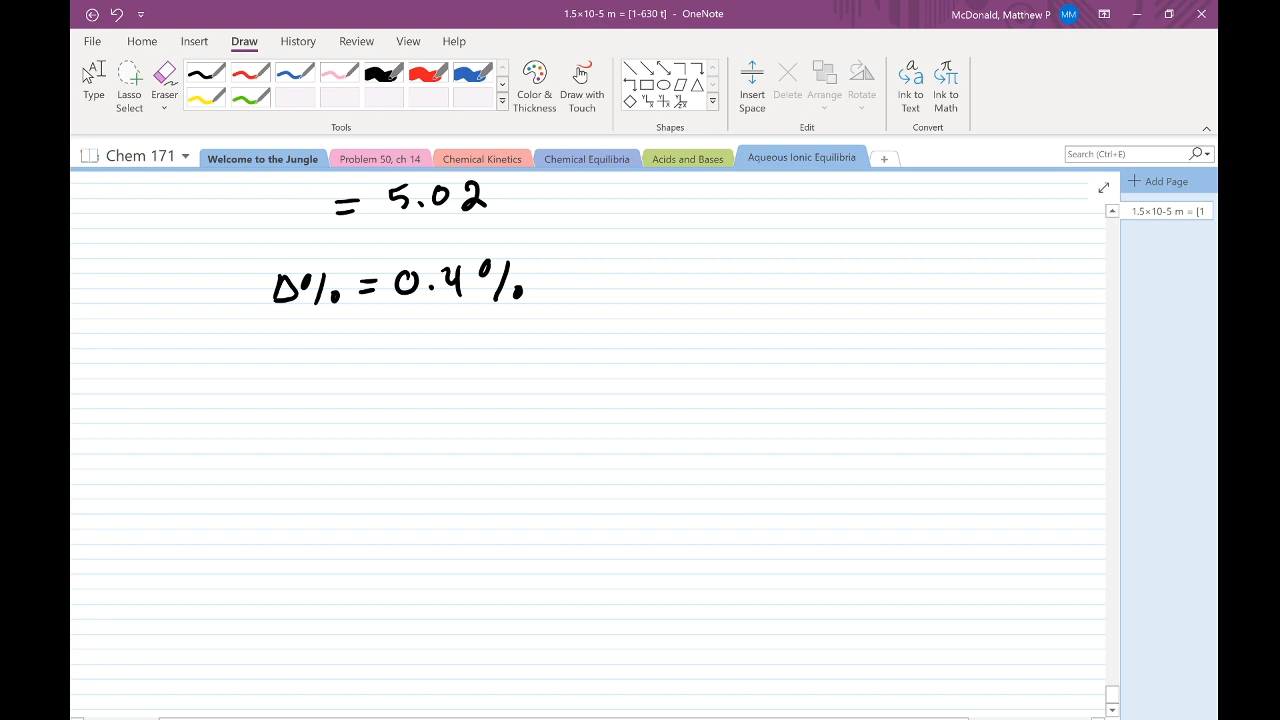 1.5×10-5 m = [1-630 t] - OneNote
McDonald, Matthew P MM
File Home Insert Draw History Review View Help
Type
Lasso Select
Eraser
Color & Thickness
Draw with Touch
Insert Space
Delete Arrange Rotate
Ink to Text
Ink to Math
Tools Shapes Edit Convert
Chem 171 Welcome to the Jungle Problem 50, ch 14 Chemical Kinetics Chemical Equilibria Acids and Bases Aqueous Ionic Equilibria Search (Ctrl+E)
Add Page
1.5×10-5 m = [1
= 5.02
Δ% = 0.4%